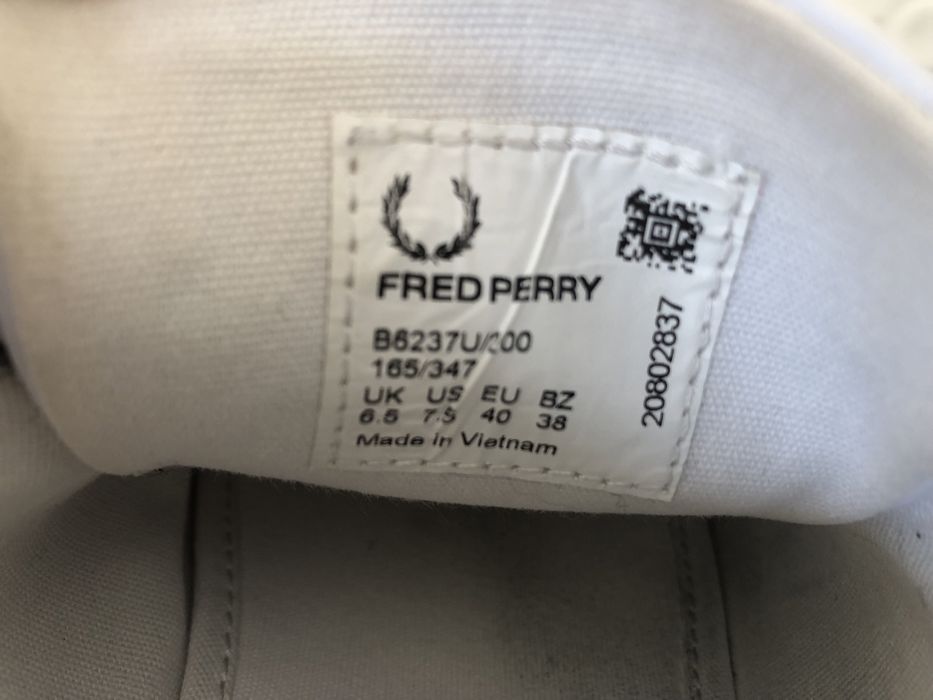 FRED PERRY
B6237U/200
165/347
UK US EU BZ
6.5 7.5 40 38
Made in Vietnam
20802837